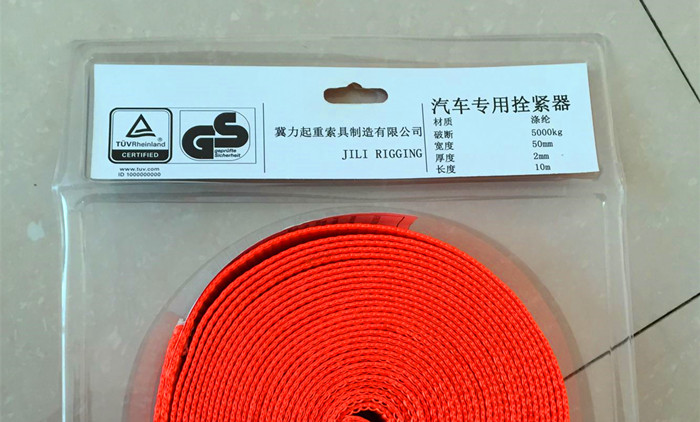 TÜVRheinland
CERTIFIED
www.tuv.com
ID 1000000000
GS
geprüfte
Sicherheit
冀力起重索具制造有限公司
JILI RIGGING
汽车专用拴紧器
材质 涤纶
破断 5000kg
宽度 50mm
厚度 2mm
长度 10m